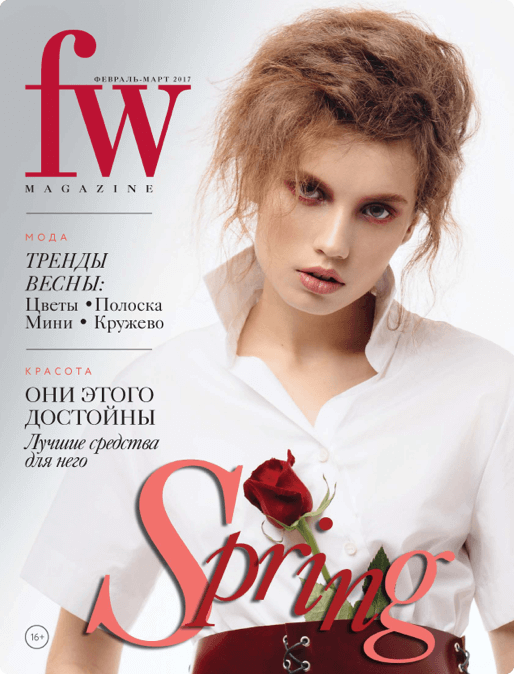 ФЕВРАЛЬ-МАРТ 2017
fw
MAGAZINE
МОДА
ТРЕНДЫ
ВЕСНЫ:
Цветы • Полоска
Мини • Кружево
КРАСОТА
ОНИ ЭТОГО
ДОСТОЙНЫ
Лучшие средства
для него
Spring
16+